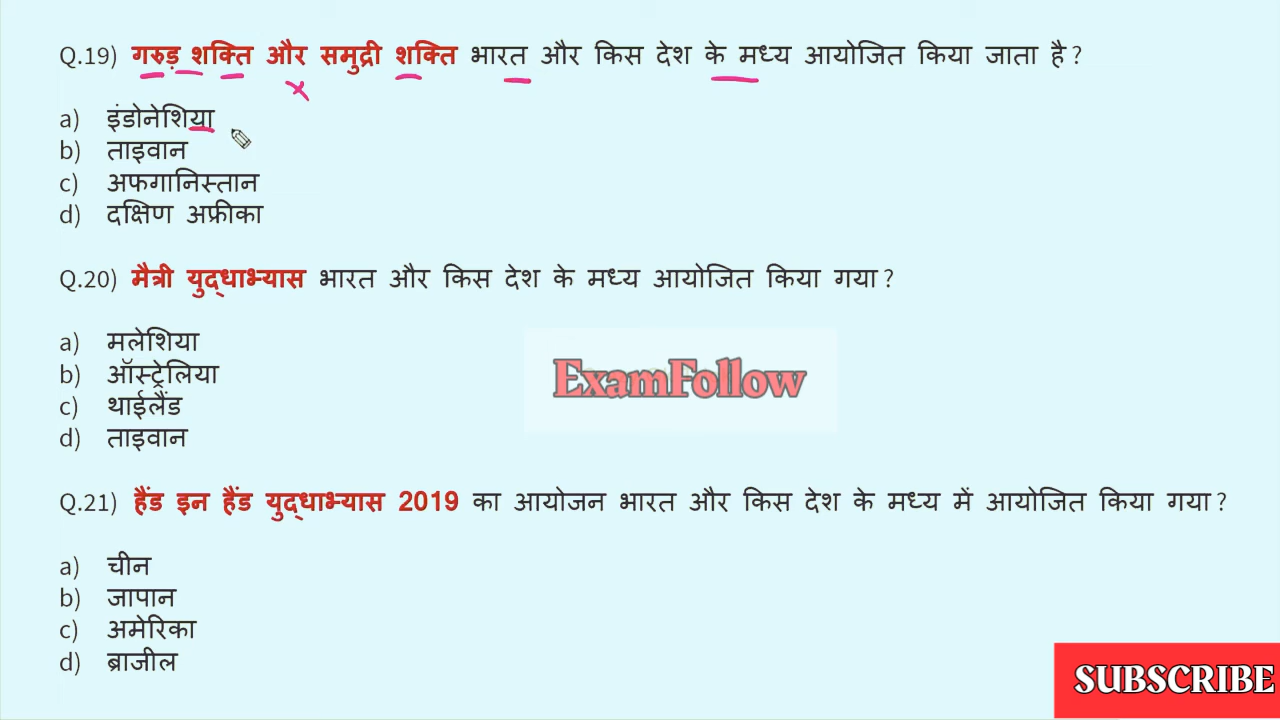 Q.19) गरुड़ शक्ति और समुद्री शक्ति भारत और किस देश के मध्य आयोजित किया जाता है ?
a) इंडोनेशिया
b) ताइवान
c) अफगानिस्तान
d) दक्षिण अफ्रीका
Q.20) मैत्री युद्धाभ्यास भारत और किस देश के मध्य आयोजित किया गया ?
a) मलेशिया
b) ऑस्ट्रेलिया
c) थाईलैंड
d) ताइवान
ExamFollow
Q.21) हैंड इन हैंड युद्धाभ्यास 2019 का आयोजन भारत और किस देश के मध्य में आयोजित किया गया ?
a) चीन
b) जापान
c) अमेरिका
d) ब्राजील
SUBSCRIBE